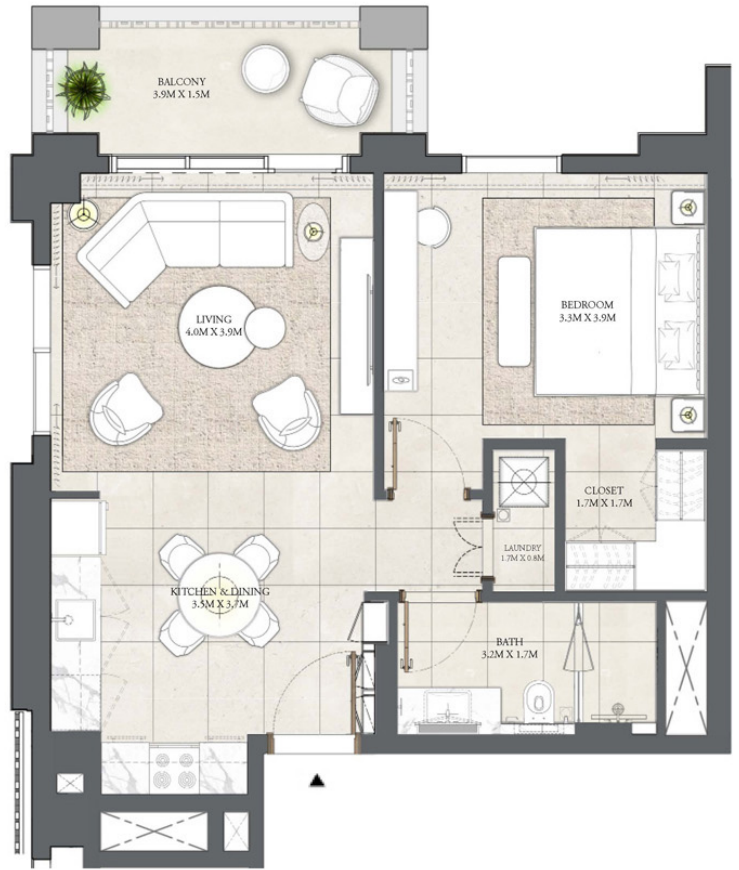 BALCONY
3.9M X 1.5M
LIVING
4.0M X 3.9M
BEDROOM
3.3M X 3.9M
CLOSET
1.7M X 1.7M
LAUNDRY
1.7M X 0.8M
KITCHEN & DINING
3.5M X 3.7M
BATH
3.2M X 1.7M